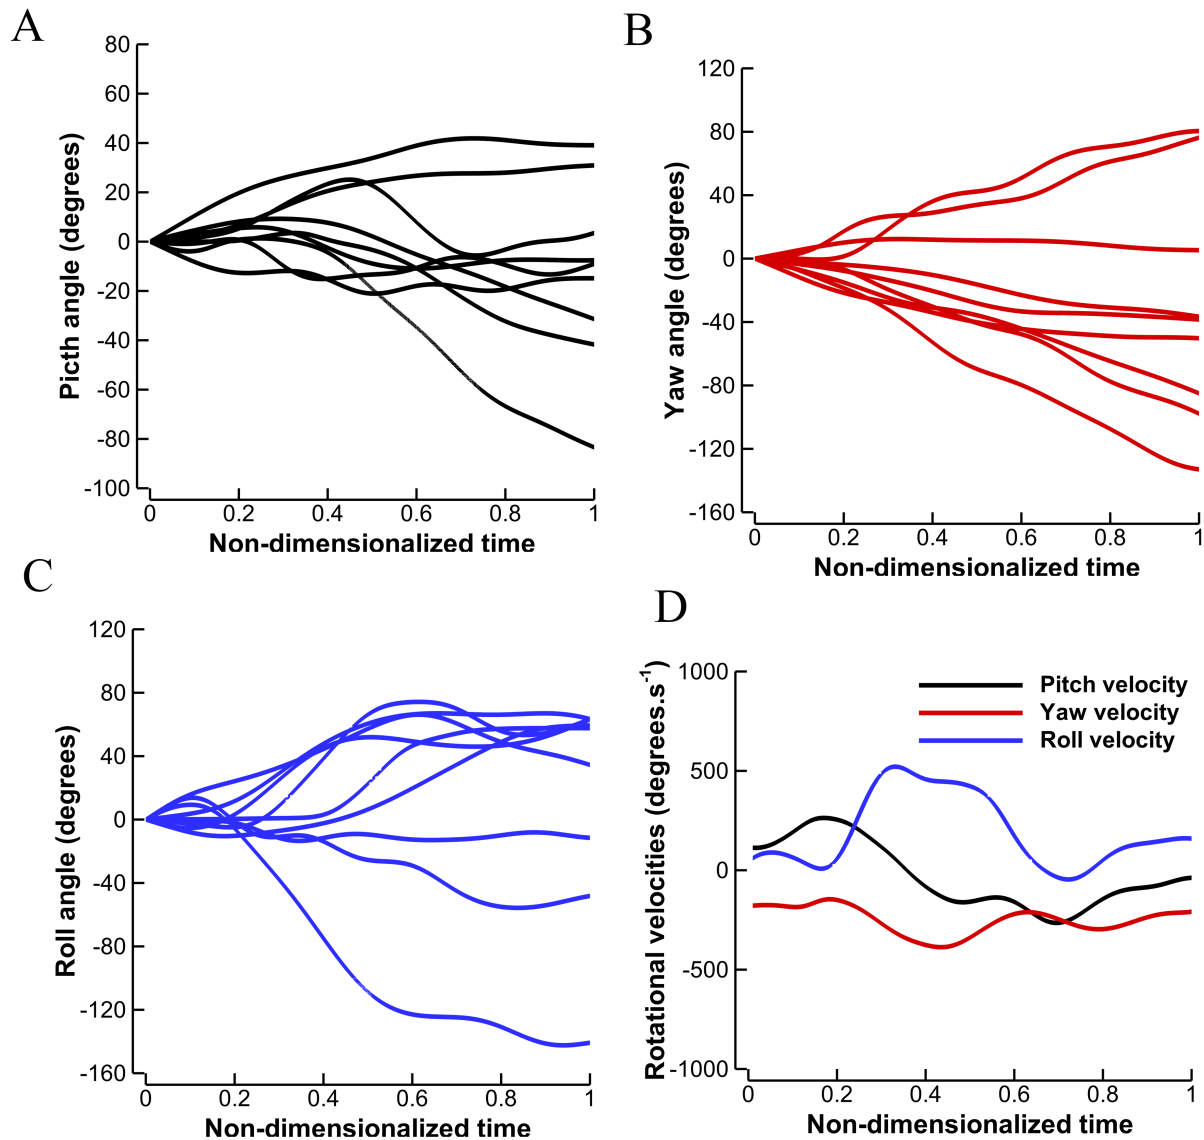 A
80
60
40
20
0
-20
-40
-60
-80
-100
Picth angle (degrees)
0 0.2 0.4 0.6 0.8 1
Non-dimensionalized time
B
120
80
40
0
-40
-80
-120
-160
Yaw angle (degrees)
0 0.2 0.4 0.6 0.8 1
Non-dimensionalized time
C
120
80
40
0
-40
-80
-120
-160
Roll angle (degrees)
0 0.2 0.4 0.6 0.8 1
Non-dimensionalized time
D
1000
500
0
-500
-1000
Rotational velocities (degrees.s⁻¹)
Pitch velocity
Yaw velocity
Roll velocity
0 0.2 0.4 0.6 0.8 1
Non-dimensionalized time